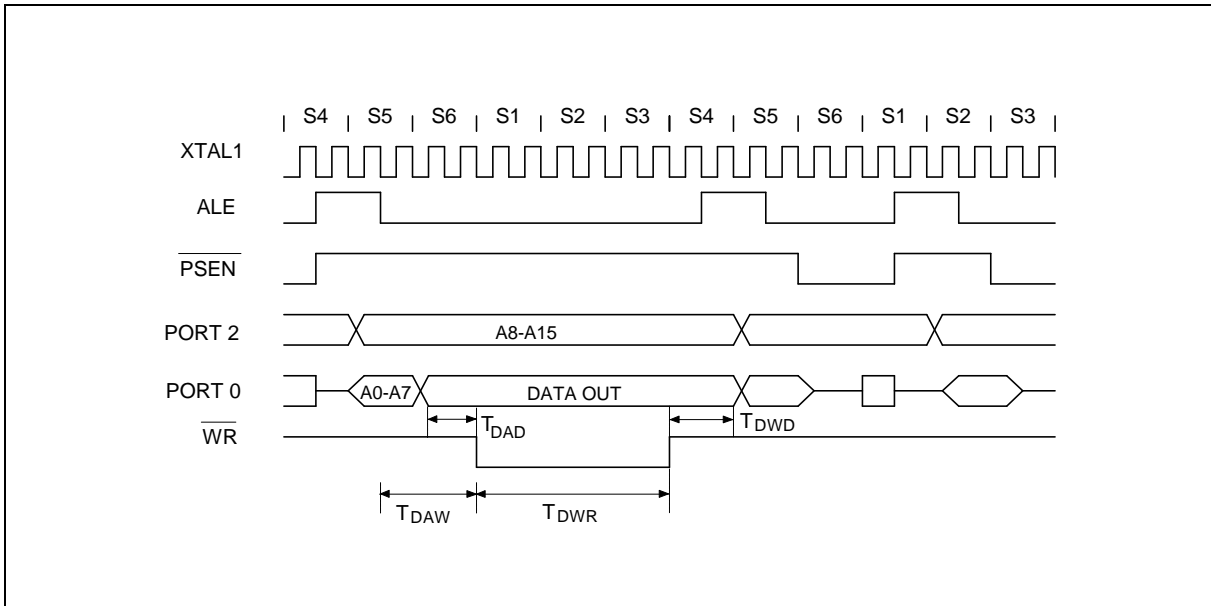 S4 S5 S6 S1 S2 S3 S4 S5 S6 S1 S2 S3
XTAL1
ALE
PSEN
PORT 2 A8-A15
PORT 0 A0-A7 DATA OUT
WR TDAD TDWD
TDAW TDWR